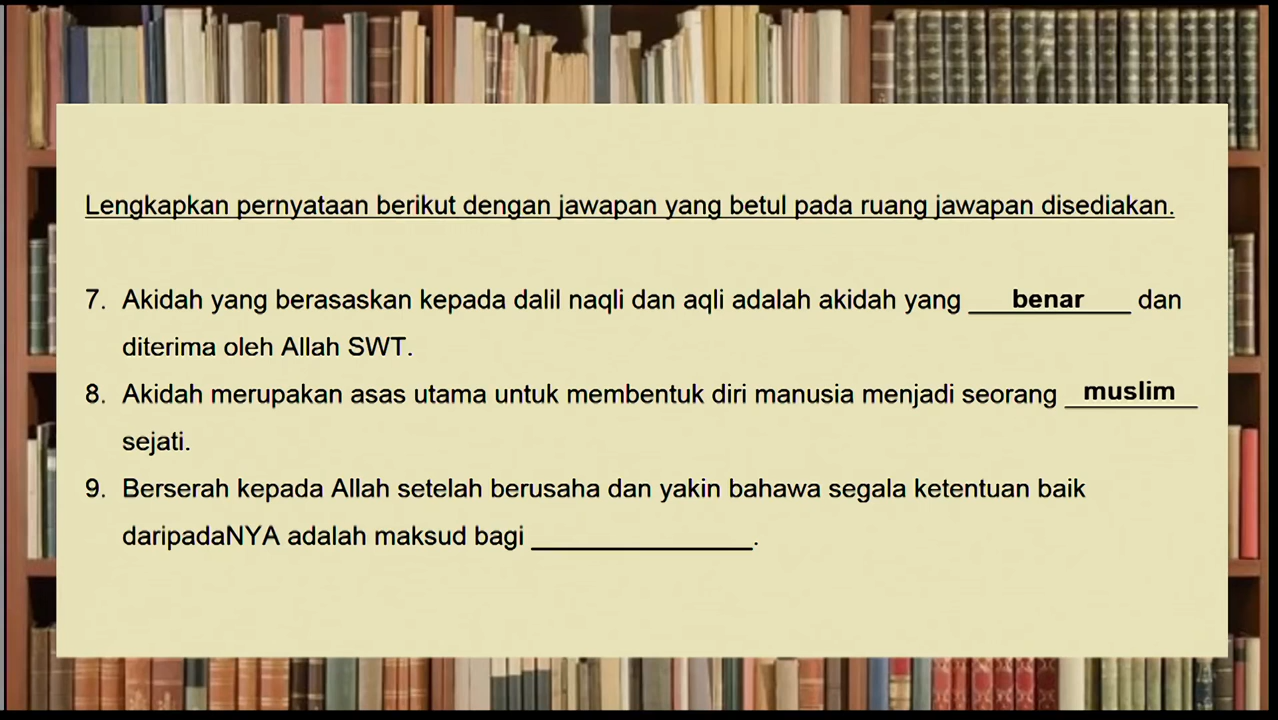 Lengkapkan pernyataan berikut dengan jawapan yang betul pada ruang jawapan disediakan.
7. Akidah yang berasaskan kepada dalil naqli dan aqli adalah akidah yang benar dan
diterima oleh Allah SWT.
8. Akidah merupakan asas utama untuk membentuk diri manusia menjadi seorang muslim
sejati.
9. Berserah kepada Allah setelah berusaha dan yakin bahawa segala ketentuan baik
daripadaNYA adalah maksud bagi _______________.